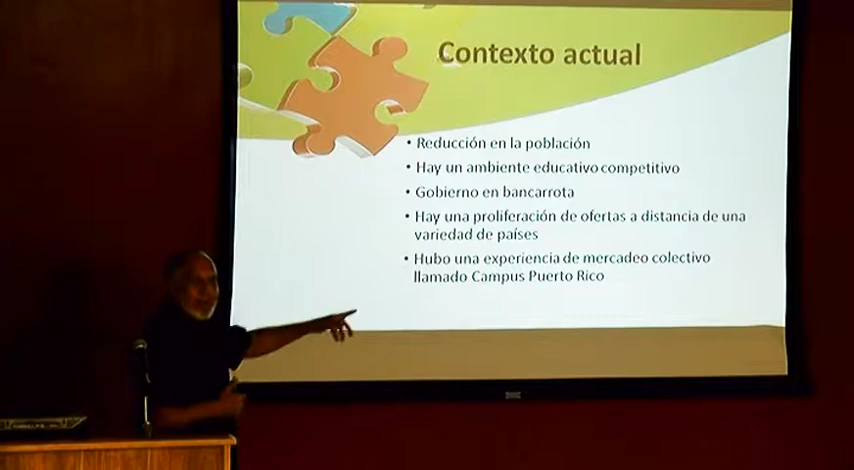 Contexto actual
• Reducción en la población
• Hay un ambiente educativo competitivo
• Gobierno en bancarrota
• Hay una proliferación de ofertas a distancia de una
variedad de países
• Hubo una experiencia de mercadeo colectivo
llamado Campus Puerto Rico